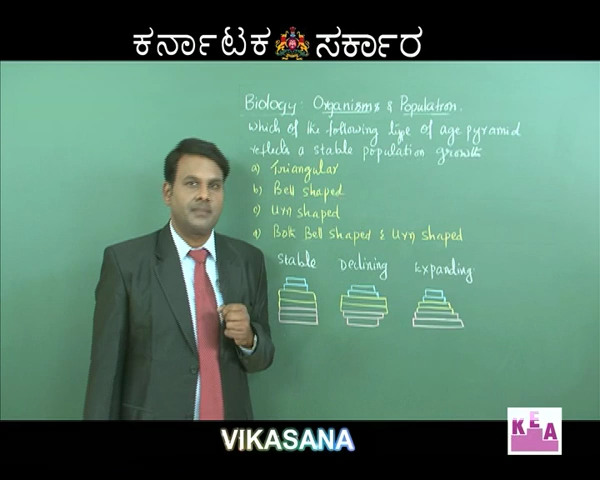 ಕರ್ನಾಟಕ ಸರ್ಕಾರ
Biology: Organisms & Population.
Which of the following type of age pyramid
reflects a stable population growth
a) Triangular
b) Bell shaped
c) Urn shaped
d) Both Bell shaped & Urn shaped
Stable Declining Expanding
KEA
VIKASANA